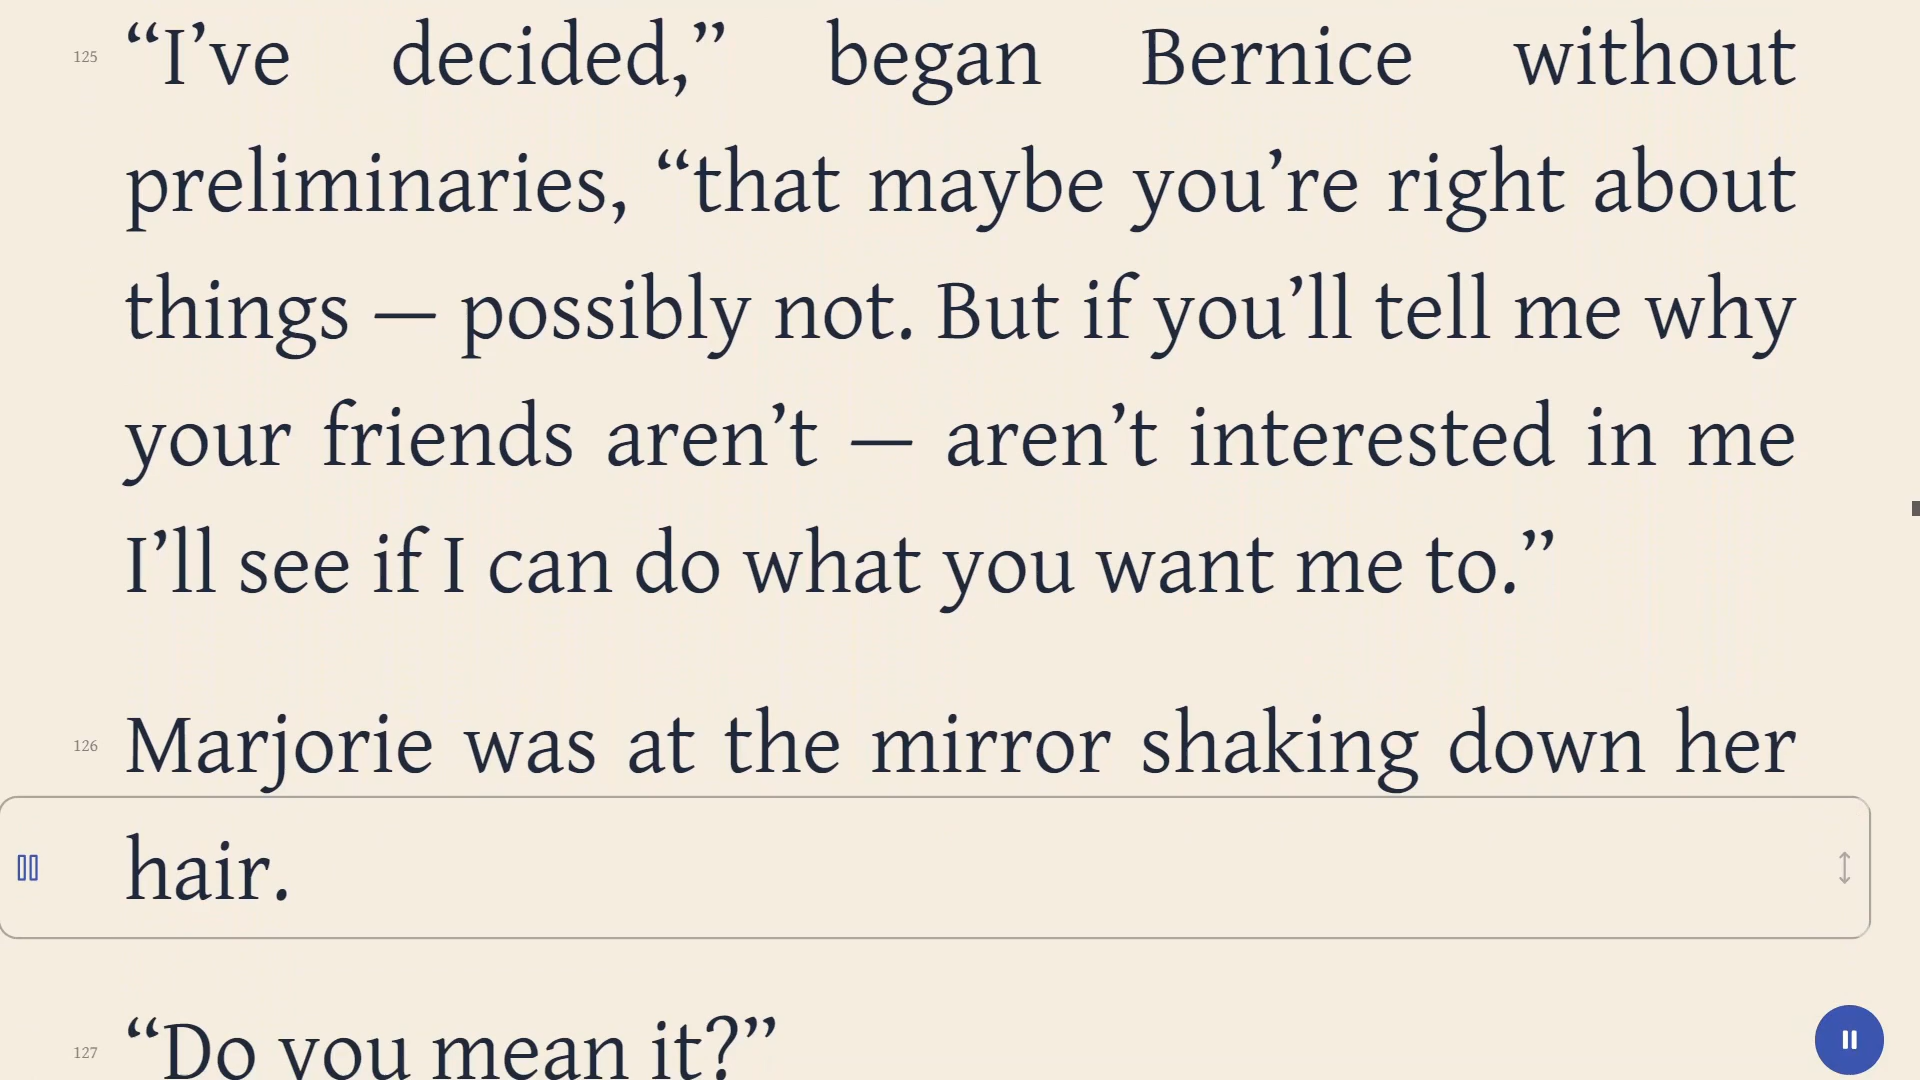 125 “I’ve decided,” began Bernice without
preliminaries, “that maybe you’re right about
things — possibly not. But if you’ll tell me why
your friends aren’t — aren’t interested in me
I’ll see if I can do what you want me to.”
126 Marjorie was at the mirror shaking down her
hair.
127 “Do you mean it?”